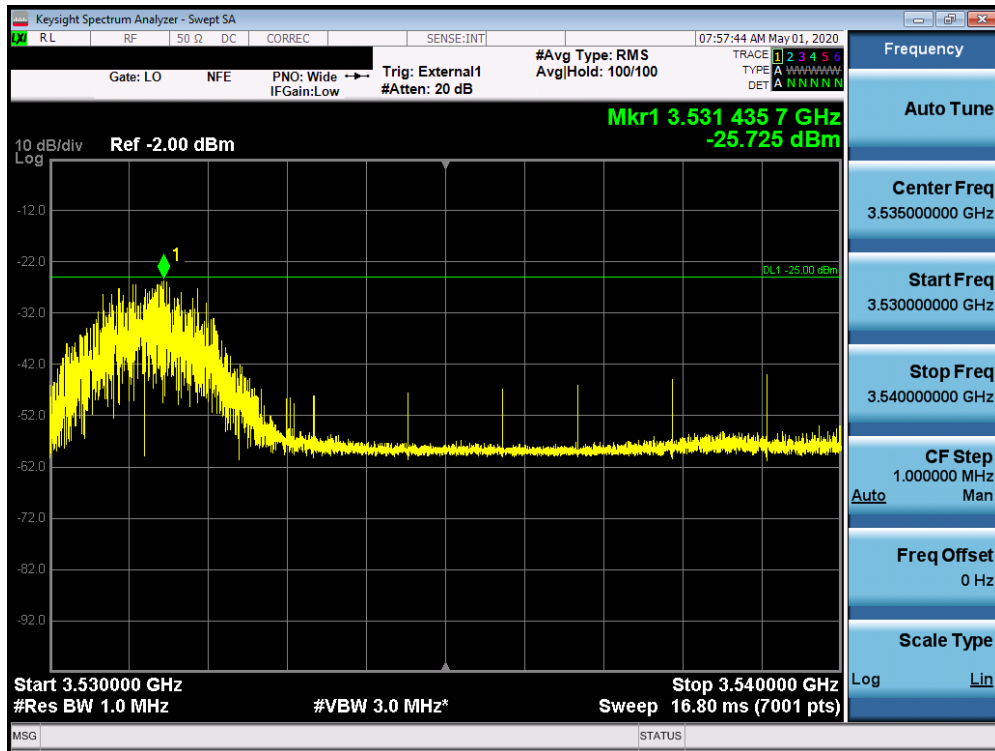 Keysight Spectrum Analyzer - Swept SA
LXI RL RF 50 Ω DC CORREC SENSE:INT 07:57:44 AM May 01, 2020
Gate: LO NFE PNO: Wide IFGain:Low
Trig: External1 #Atten: 20 dB
#Avg Type: RMS Avg|Hold: 100/100
TRACE 1 2 3 4 5 6
TYPE A WWWWW
DET A N N N N N
Mkr1 3.531 435 7 GHz
-25.725 dBm
10 dB/div Ref -2.00 dBm
Log
-12.0
-22.0
1
DL1 -25.00 dBm
-32.0
-42.0
-52.0
-62.0
-72.0
-82.0
-92.0
Start 3.530000 GHz Stop 3.540000 GHz
#Res BW 1.0 MHz #VBW 3.0 MHz* Sweep 16.80 ms (7001 pts)
MSG STATUS
Frequency
Auto Tune
Center Freq
3.535000000 GHz
Start Freq
3.530000000 GHz
Stop Freq
3.540000000 GHz
CF Step
1.000000 MHz
Auto Man
Freq Offset
0 Hz
Scale Type
Log Lin